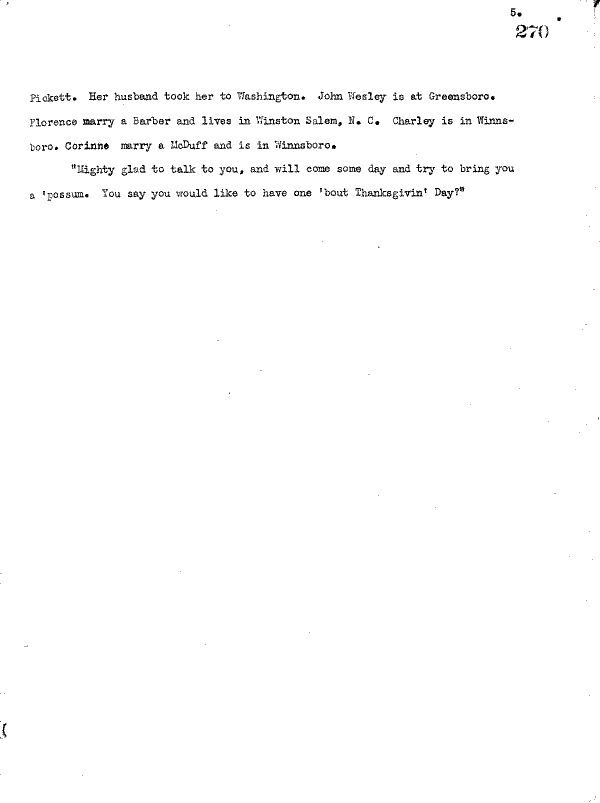 5.
270
Pickett. Her husband took her to Washington. John Wesley is at Greensboro.
Florence marry a Barber and lives in Winston Salem, N. C. Charley is in Winns-
boro. Corinne marry a McDuff and is in Winnsboro.
"Mighty glad to talk to you, and will come some day and try to bring you
a 'possum. You say you would like to have one 'bout Thanksgivin' Day?"